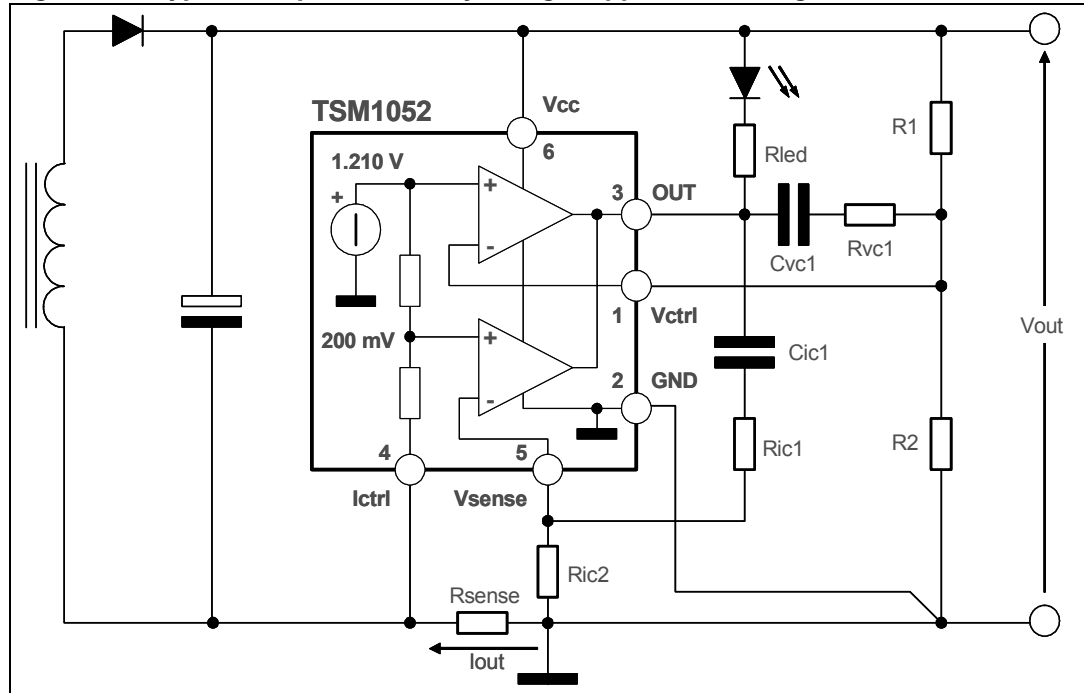 TSM1052
Vcc
6
1.210 V
+
+
-
3
OUT
Rled
R1
Cvc1
Rvc1
1
Vctrl
Vout
200 mV
+
-
2
GND
Cic1
4
5
Ictrl
Vsense
Ric1
R2
Rsense
Ric2
Iout